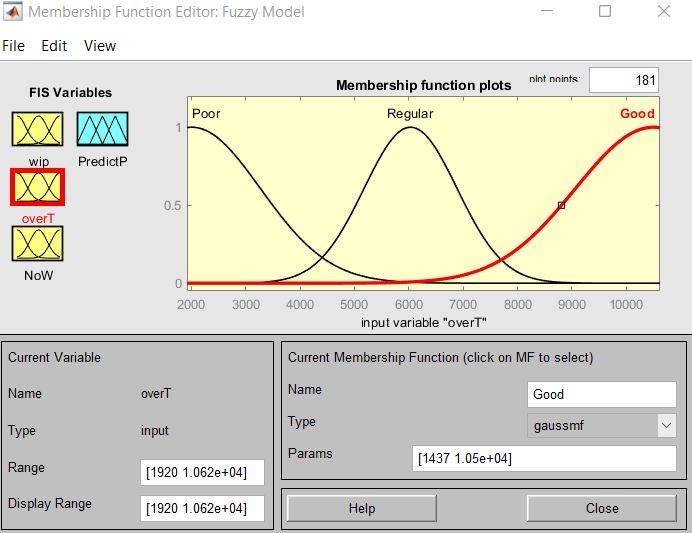 Membership Function Editor: Fuzzy Model
File Edit View
FIS Variables
wip
PredictP
overT
NoW
Membership function plots
plot points:
181
Poor
Regular
Good
1
0.5
0
2000 3000 4000 5000 6000 7000 8000 9000 10000
input variable "overT"
Current Variable
Name overT
Type input
Range [1920 1.062e+04]
Display Range [1920 1.062e+04]
Current Membership Function (click on MF to select)
Name Good
Type gaussmf
Params [1437 1.05e+04]
Help Close